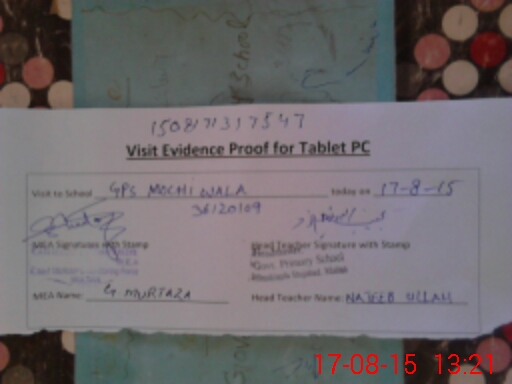 School
Visit Evidence Proof for Tablet PC
Visit to School GPS MOCHI WALA today on 17-8-15
36120109
MEA Signatures with Stamp Head Teacher Signature with Stamp
Govt. Primary School
MEA Name: G. MURTAZA Head Teacher Name: NAJEEB ULLAH
17-08-15 13:21